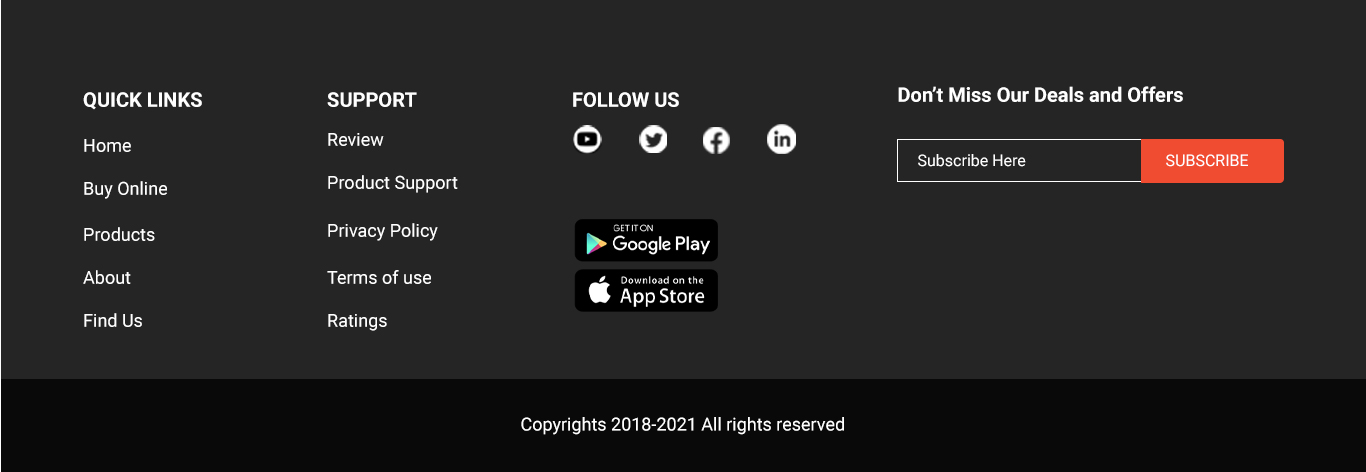 QUICK LINKS
Home
Buy Online
Products
About
Find Us
SUPPORT
Review
Product Support
Privacy Policy
Terms of use
Ratings
FOLLOW US
in
GET IT ON
Google Play
Download on the
App Store
Don’t Miss Our Deals and Offers
Subscribe Here
SUBSCRIBE
Copyrights 2018-2021 All rights reserved